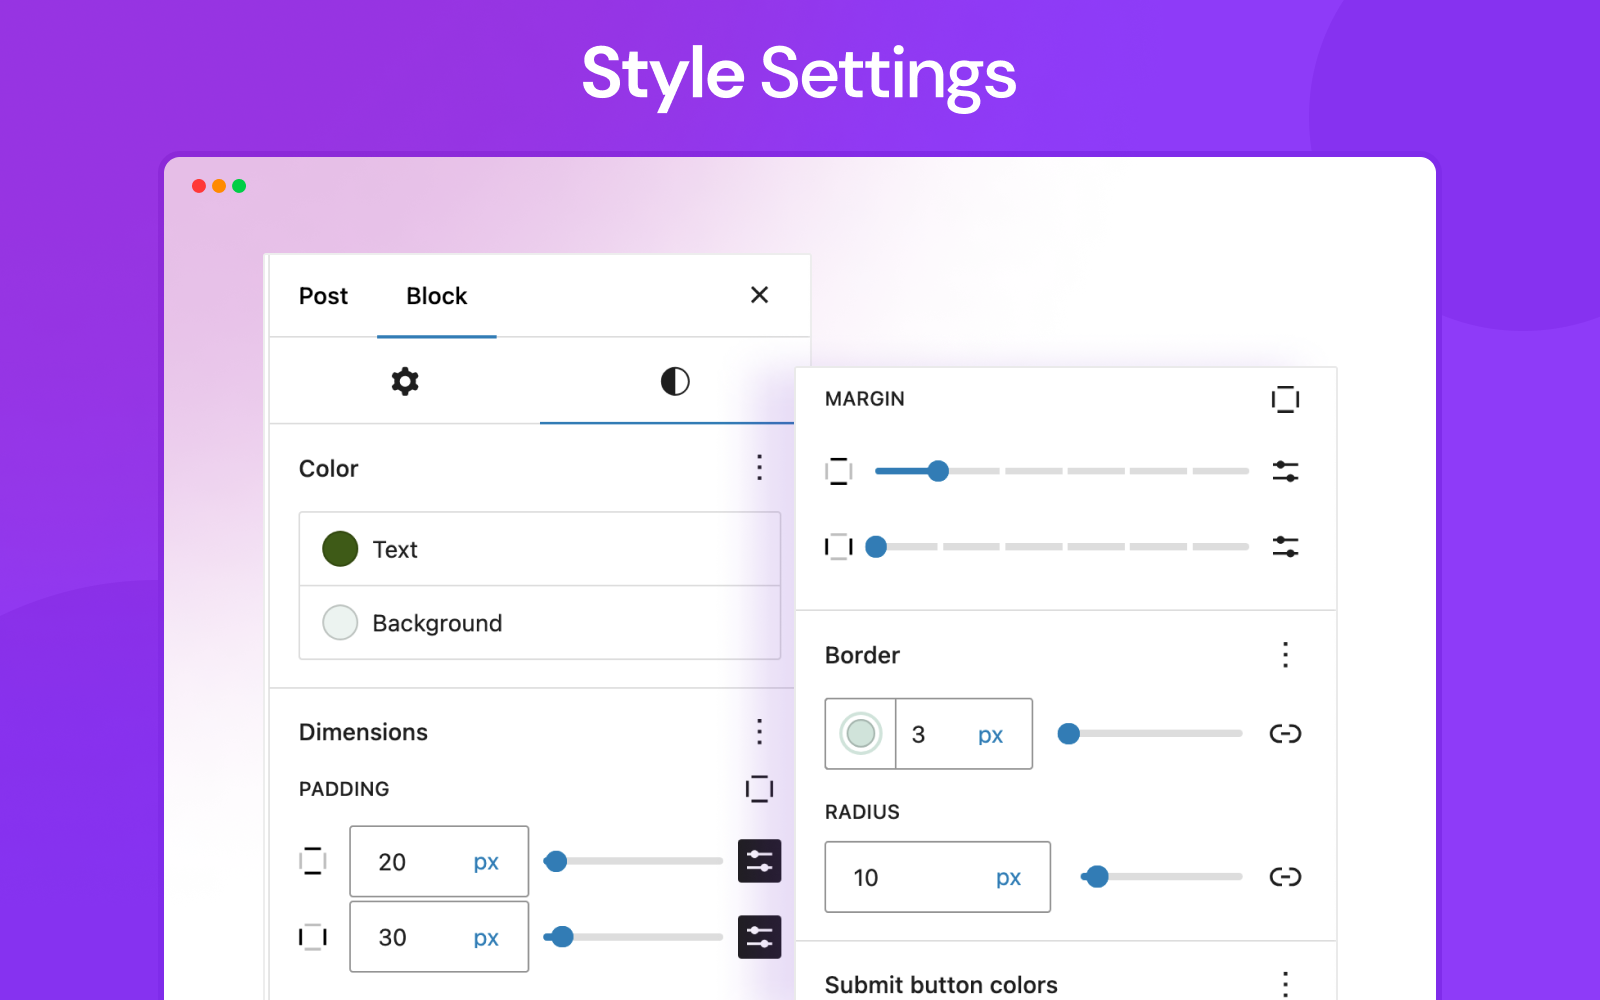 Style Settings
Post
Block
Color
Text
Background
Dimensions
PADDING
20 px
30 px
MARGIN
Border
3 px
RADIUS
10 px
Submit button colors